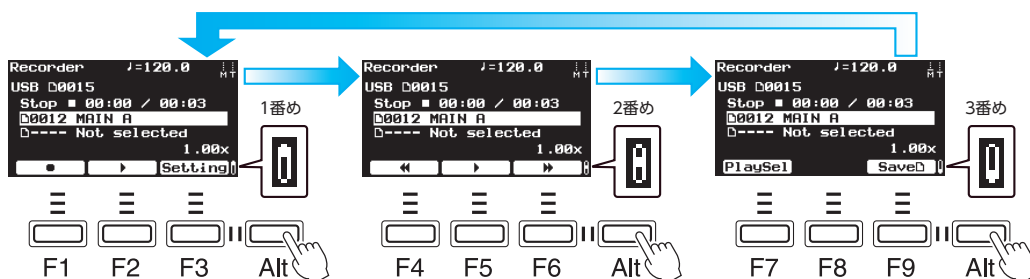 Recorder ♩=120.0 M T
USB 0015
Stop ■ 00:00 / 00:03
0012 MAIN A
---- Not selected
1.00x
● ▶ Setting
1番め
F1 F2 F3 Alt
Recorder ♩=120.0 M T
USB 0015
Stop ■ 00:00 / 00:03
0012 MAIN A
---- Not selected
1.00x
◀◀ ▶ ▶▶
2番め
F4 F5 F6 Alt
Recorder ♩=120.0 M T
USB 0015
Stop ■ 00:00 / 00:03
0012 MAIN A
---- Not selected
1.00x
PlaySel Save
3番め
F7 F8 F9 Alt